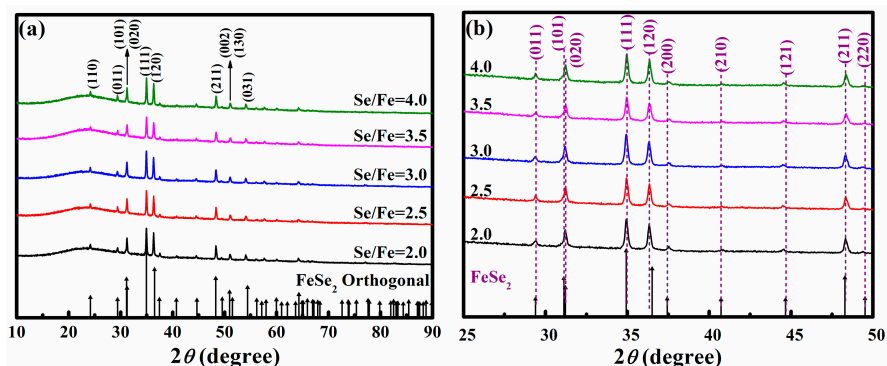 (a)
(110)
(011)
(101)
(020)
(111)
(120)
(211)
(002)
(130)
(031)
Se/Fe=4.0
Se/Fe=3.5
Se/Fe=3.0
Se/Fe=2.5
Se/Fe=2.0
FeSe2 Orthogonal
10 20 30 40 50 60 70 80 90
2θ (degree)
(b)
(011)
(101)
(020)
(111)
(120)
(200)
(210)
(121)
(211)
(220)
4.0
3.5
3.0
2.5
2.0
FeSe2
25 30 35 40 45 50
2θ (degree)